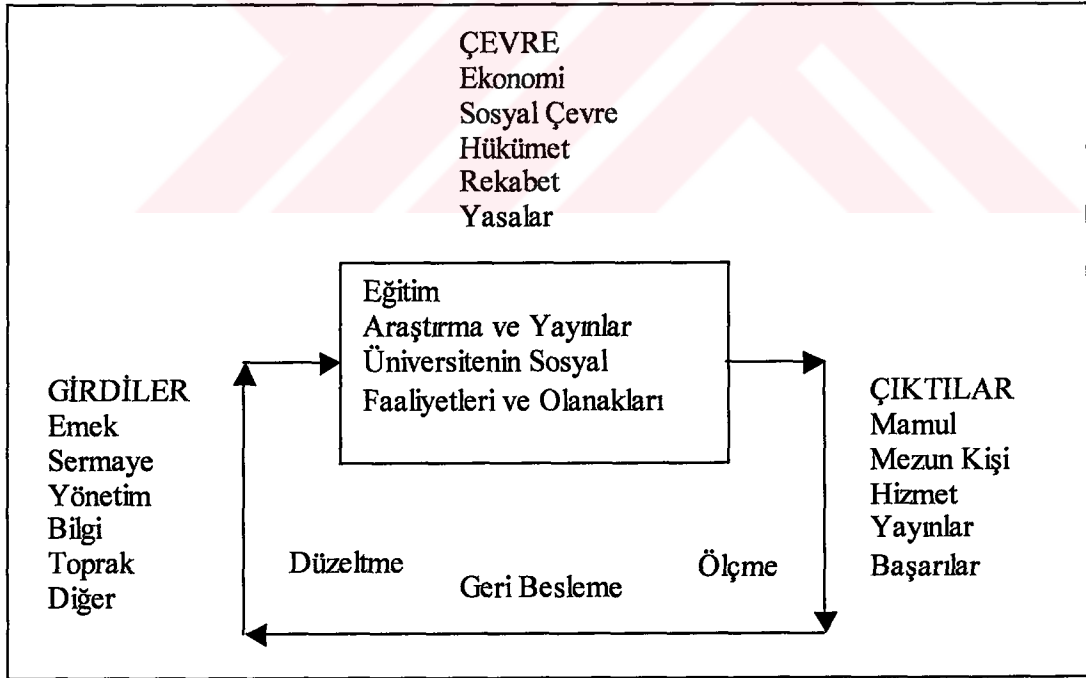 ÇEVRE
Ekonomi
Sosyal Çevre
Hükümet
Rekabet
Yasalar
Eğitim
Araştırma ve Yayınlar
Üniversitenin Sosyal
Faaliyetleri ve Olanakları
GİRDİLER
Emek
Sermaye
Yönetim
Bilgi
Toprak
Diğer
ÇIKTILAR
Mamul
Mezun Kişi
Hizmet
Yayınlar
Başarılar
Düzeltme
Geri Besleme
Ölçme